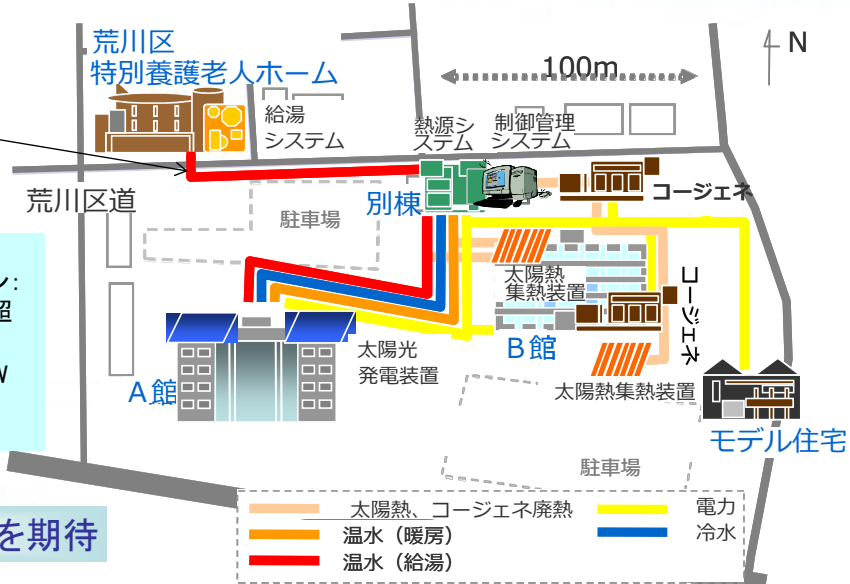 荒川区
特別養護老人ホーム
N
100m
給湯
システム
熱源シ
ステム
制御管理
システム
荒川区道
別棟
コージェネ
駐車場
ン:
超
W
太陽熱
集熱装置
コージェネ
A館
太陽光
発電装置
B館
太陽熱集熱装置
モデル住宅
駐車場
を期待
太陽熱、コージェネ廃熱
電力
温水（暖房）
冷水
温水（給湯）